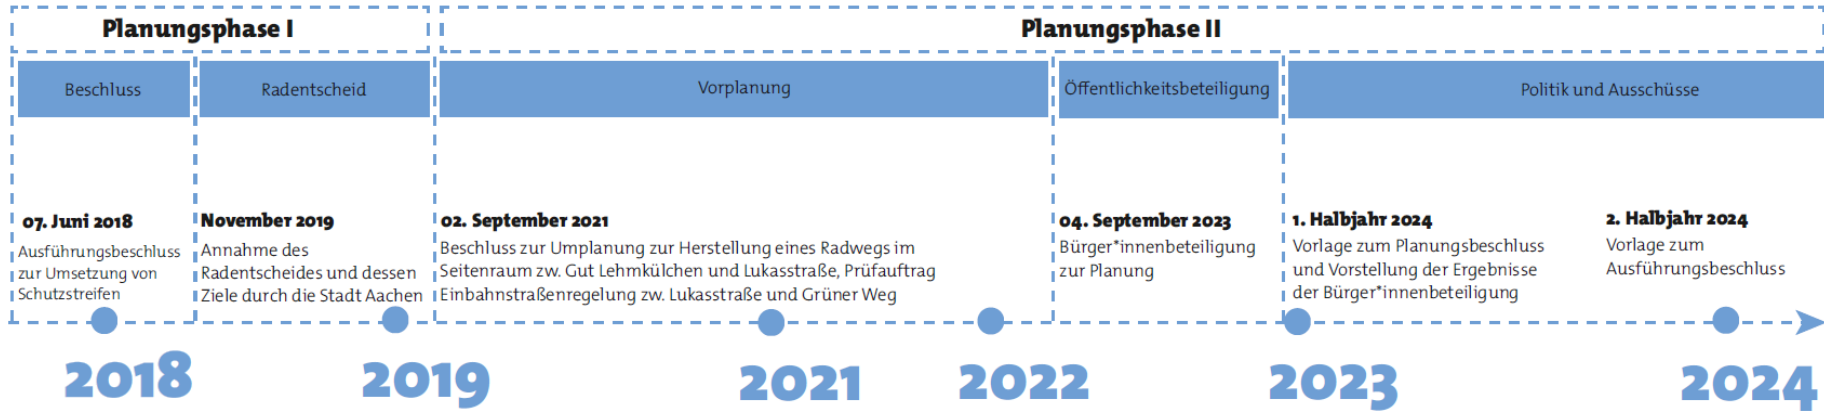 Planungsphase I
Planungsphase II
Beschluss
Radentscheid
Vorplanung
Öffentlichkeitsbeteiligung
Politik und Ausschüsse
07. Juni 2018
Ausführungsbeschluss
zur Umsetzung von
Schutzstreifen
November 2019
Annahme des
Radentscheides und dessen
Ziele durch die Stadt Aachen
02. September 2021
Beschluss zur Umplanung zur Herstellung eines Radwegs im
Seitenraum zw. Gut Lehmkülchen und Lukasstraße, Prüfauftrag
Einbahnstraßenregelung zw. Lukasstraße und Grüner Weg
04. September 2023
Bürger*innenbeteiligung
zur Planung
1. Halbjahr 2024
Vorlage zum Planungsbeschluss
und Vorstellung der Ergebnisse
der Bürger*innenbeteiligung
2. Halbjahr 2024
Vorlage zum
Ausführungsbeschluss
2018
2019
2021
2022
2023
2024